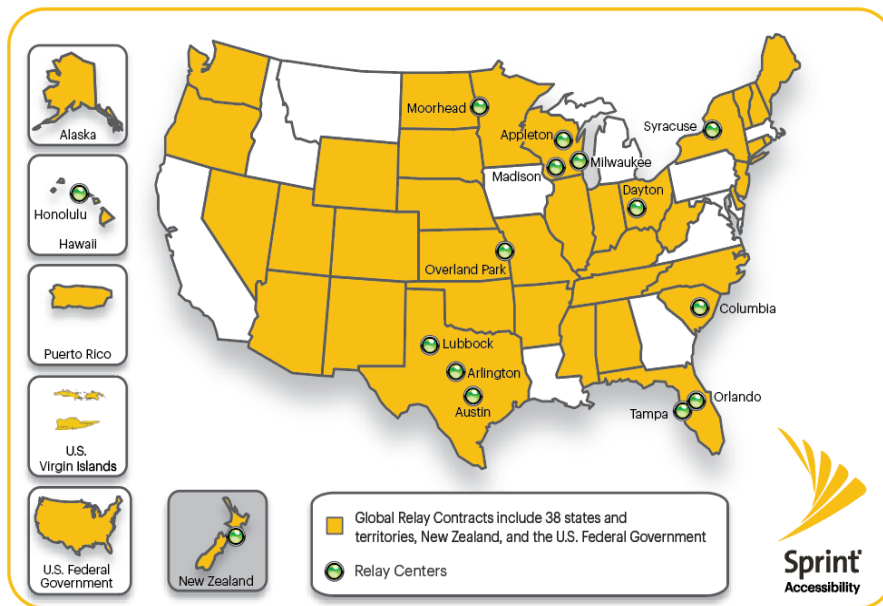 Alaska
Honolulu
Hawaii
Puerto Rico
U.S.
Virgin Islands
U.S. Federal
Government
New Zealand
Moorhead
Appleton
Milwaukee
Madison
Syracuse
Dayton
Overland Park
Columbia
Lubbock
Arlington
Austin
Orlando
Tampa
Global Relay Contracts include 38 states and
territories, New Zealand, and the U.S. Federal Government
Relay Centers
Sprint
Accessibility